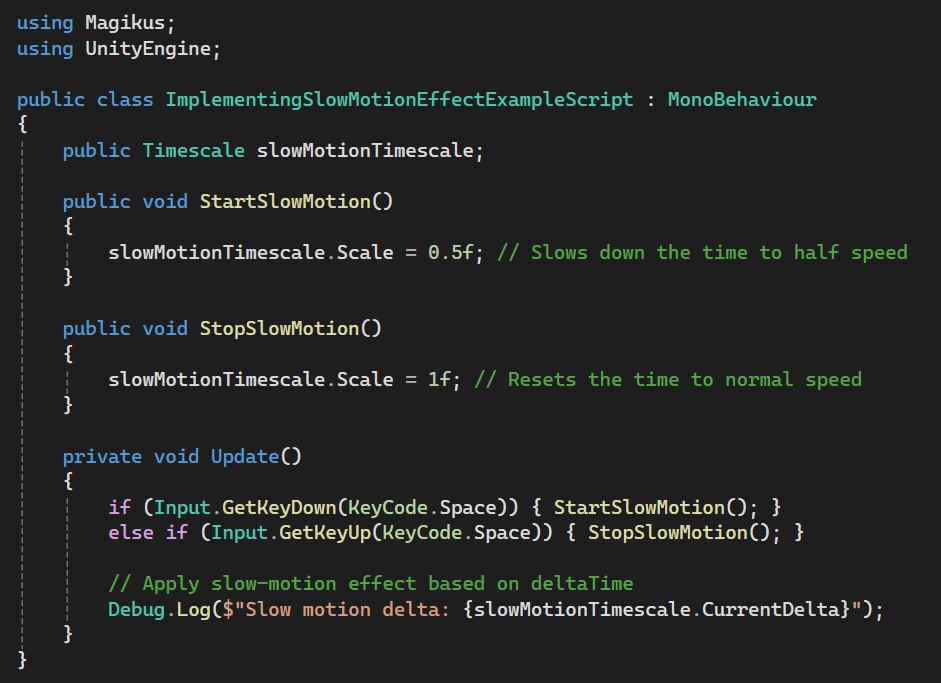 using Magikus;
using UnityEngine;

public class ImplementingSlowMotionEffectExampleScript : MonoBehaviour
{
    public Timescale slowMotionTimescale;

    public void StartSlowMotion()
    {
        slowMotionTimescale.Scale = 0.5f; // Slows down the time to half speed
    }

    public void StopSlowMotion()
    {
        slowMotionTimescale.Scale = 1f; // Resets the time to normal speed
    }

    private void Update()
    {
        if (Input.GetKeyDown(KeyCode.Space)) { StartSlowMotion(); }
        else if (Input.GetKeyUp(KeyCode.Space)) { StopSlowMotion(); }

        // Apply slow-motion effect based on deltaTime
        Debug.Log($"Slow motion delta: {slowMotionTimescale.CurrentDelta}");
    }
}